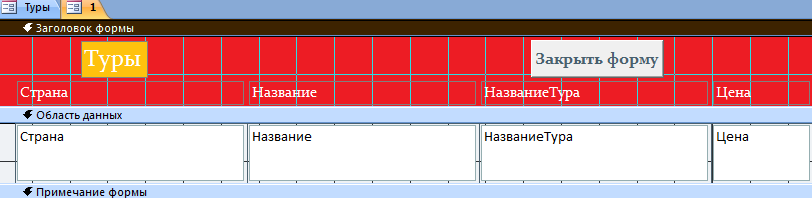 Туры 1
Заголовок формы
Туры Закрыть форму
Страна Название НазваниеТура Цена
Область данных
Страна Название НазваниеТура Цена
Примечание формы